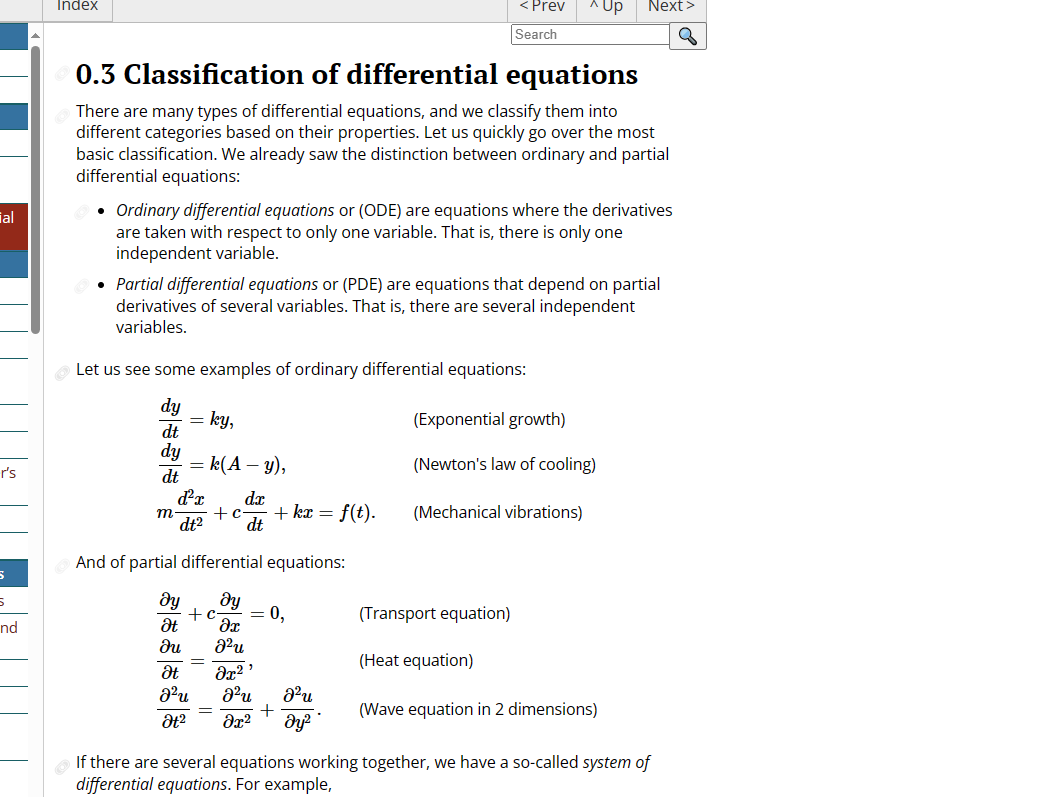 Index
< Prev
^ Up
Next >
Search
0.3 Classification of differential equations
There are many types of differential equations, and we classify them into
different categories based on their properties. Let us quickly go over the most
basic classification. We already saw the distinction between ordinary and partial
differential equations:
ial
• Ordinary differential equations or (ODE) are equations where the derivatives
are taken with respect to only one variable. That is, there is only one
independent variable.
• Partial differential equations or (PDE) are equations that depend on partial
derivatives of several variables. That is, there are several independent
variables.
Let us see some examples of ordinary differential equations:
dy/dt = ky, (Exponential growth)
dy/dt = k(A − y), (Newton's law of cooling)
r's
m d²x/dt² + c dx/dt + kx = f(t). (Mechanical vibrations)
And of partial differential equations:
s
s
∂y/∂t + c ∂y/∂x = 0, (Transport equation)
nd
∂u/∂t = ∂²u/∂x², (Heat equation)
∂²u/∂t² = ∂²u/∂x² + ∂²u/∂y². (Wave equation in 2 dimensions)
If there are several equations working together, we have a so-called system of
differential equations. For example,